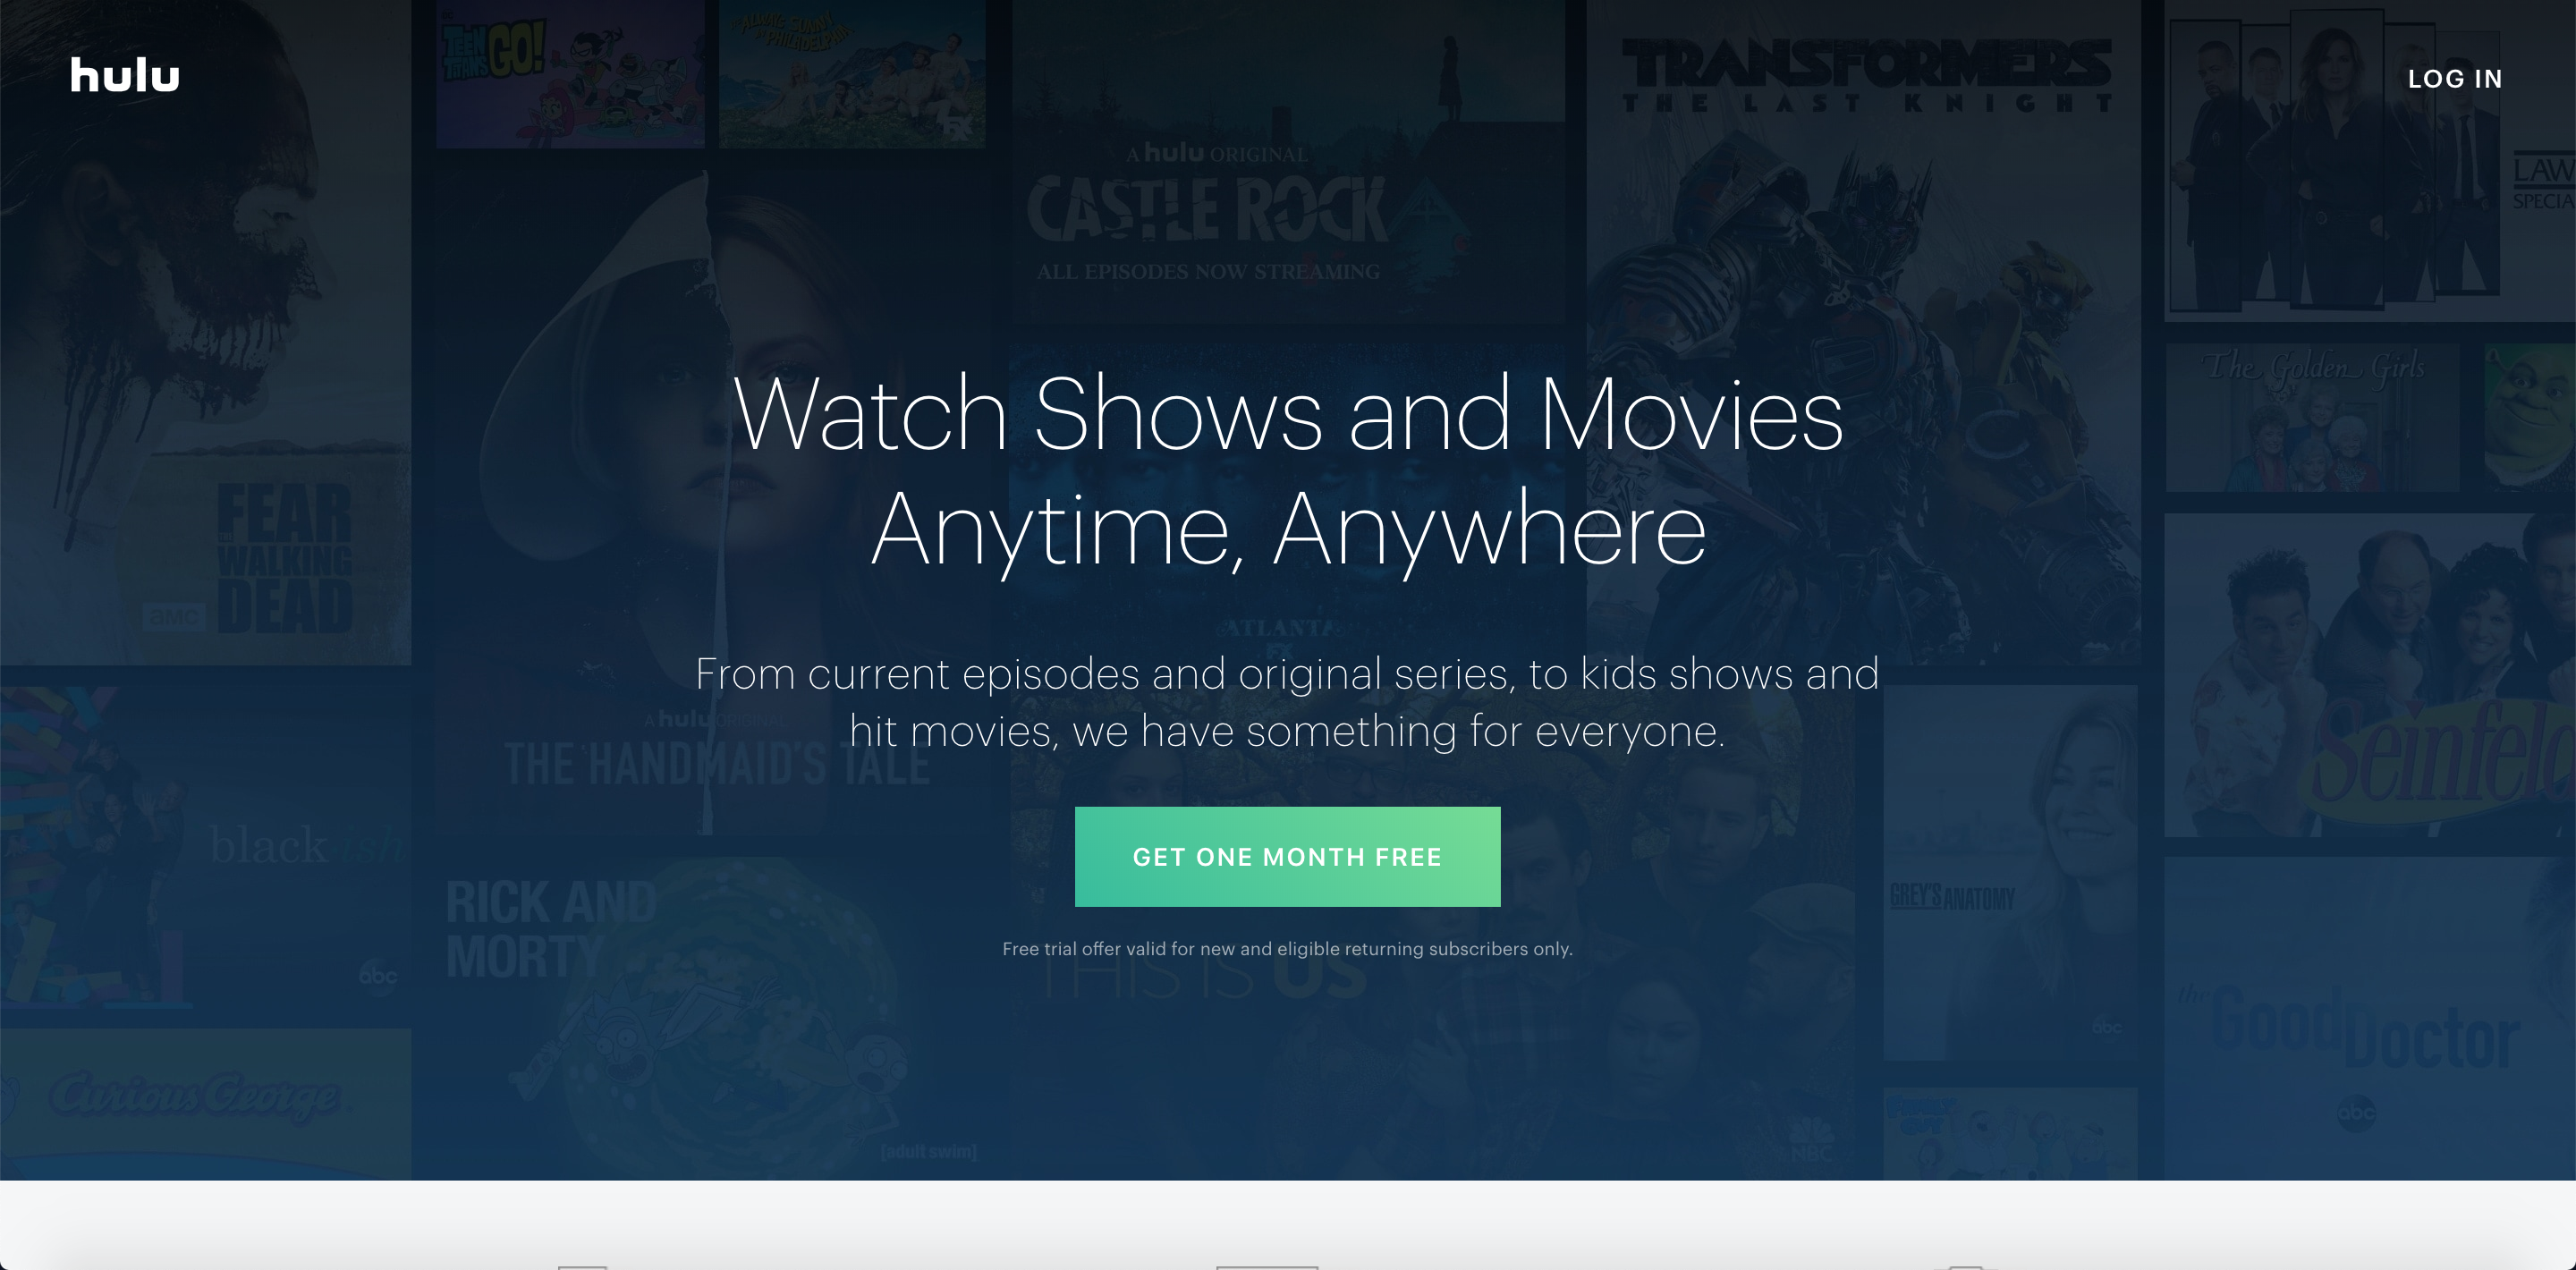 hulu
LOG IN
TEEN TITANS GO!
IT'S ALWAYS SUNNY IN PHILADELPHIA
FX
A hulu ORIGINAL
CASTLE ROCK
ALL EPISODES NOW STREAMING
TRANSFORMERS
THE LAST KNIGHT
LAW
SPECIA
The Golden Girls
Watch Shows and Movies
Anytime, Anywhere
FEAR
THE
WALKING
DEAD
amc
ATLANTA
FX
From current episodes and original series, to kids shows and
hit movies, we have something for everyone.
A hulu ORIGINAL
THE HANDMAID'S TALE
Seinfeld
black-ish
abc
GET ONE MONTH FREE
RICK AND
MORTY
[adult swim]
GREY'S ANATOMY
abc
Free trial offer valid for new and eligible returning subscribers only.
THIS IS US
NBC
the
Good Doctor
abc
Curious George
FAMILY
GUY